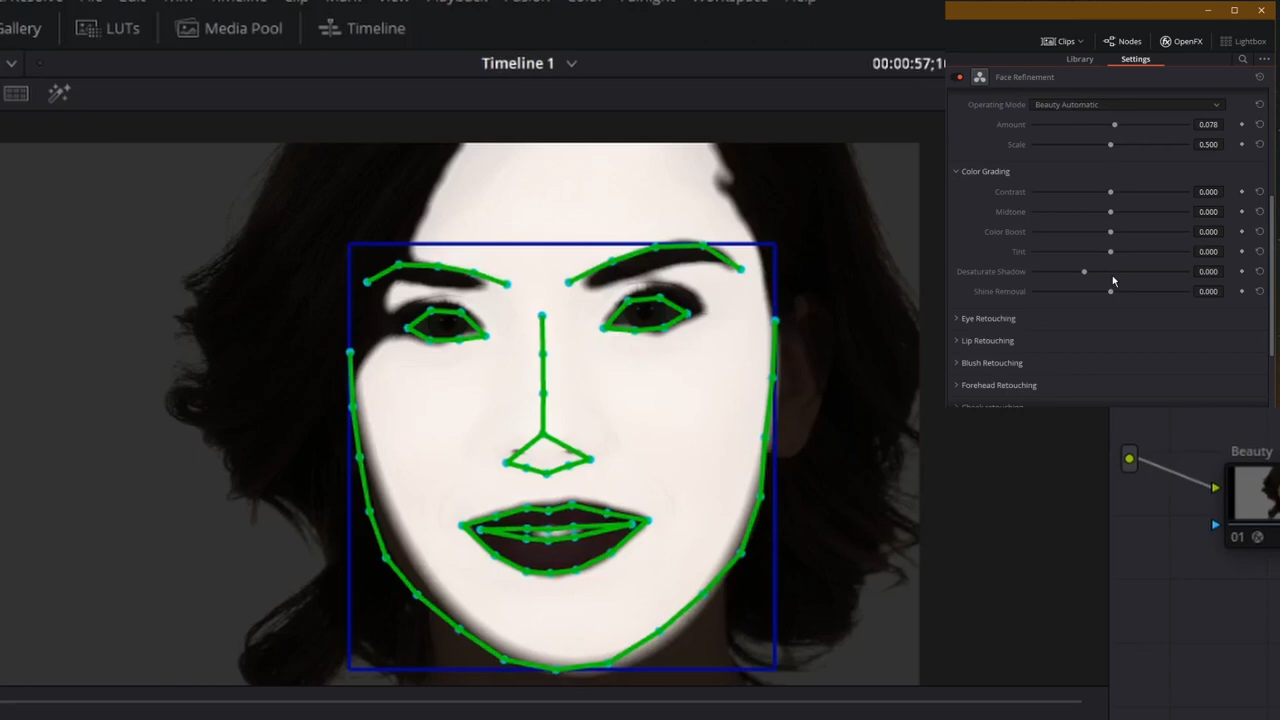 Gallery
LUTs
Media Pool
Timeline
Timeline 1
00:00:57;
Clips
Nodes
OpenFX
Lightbox
Library
Settings
Face Refinement
Operating Mode
Beauty Automatic
Amount
0.078
Scale
0.500
Color Grading
Contrast
0.000
Midtone
0.000
Color Boost
0.000
Tint
0.000
Desaturate Shadow
0.000
Shine Removal
0.000
Eye Retouching
Lip Retouching
Blush Retouching
Forehead Retouching
Beauty
01